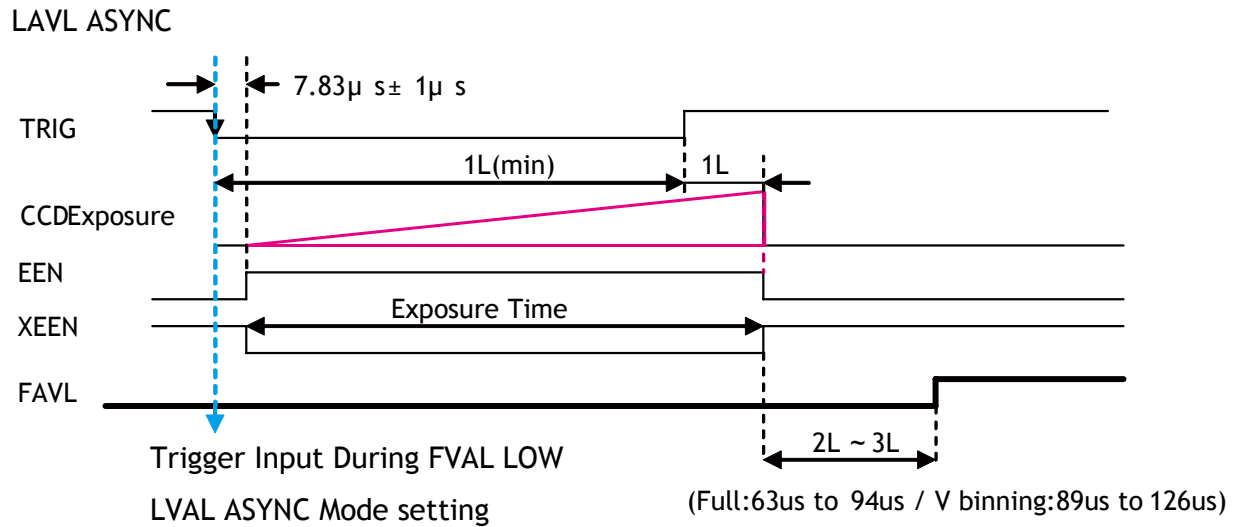 LAVL ASYNC
7.83μ s± 1μ s
TRIG
1L(min)
1L
CCDExposure
EEN
Exposure Time
XEEN
FAVL
2L ~ 3L
Trigger Input During FVAL LOW
(Full:63us to 94us / V binning:89us to 126us)
LVAL ASYNC Mode setting